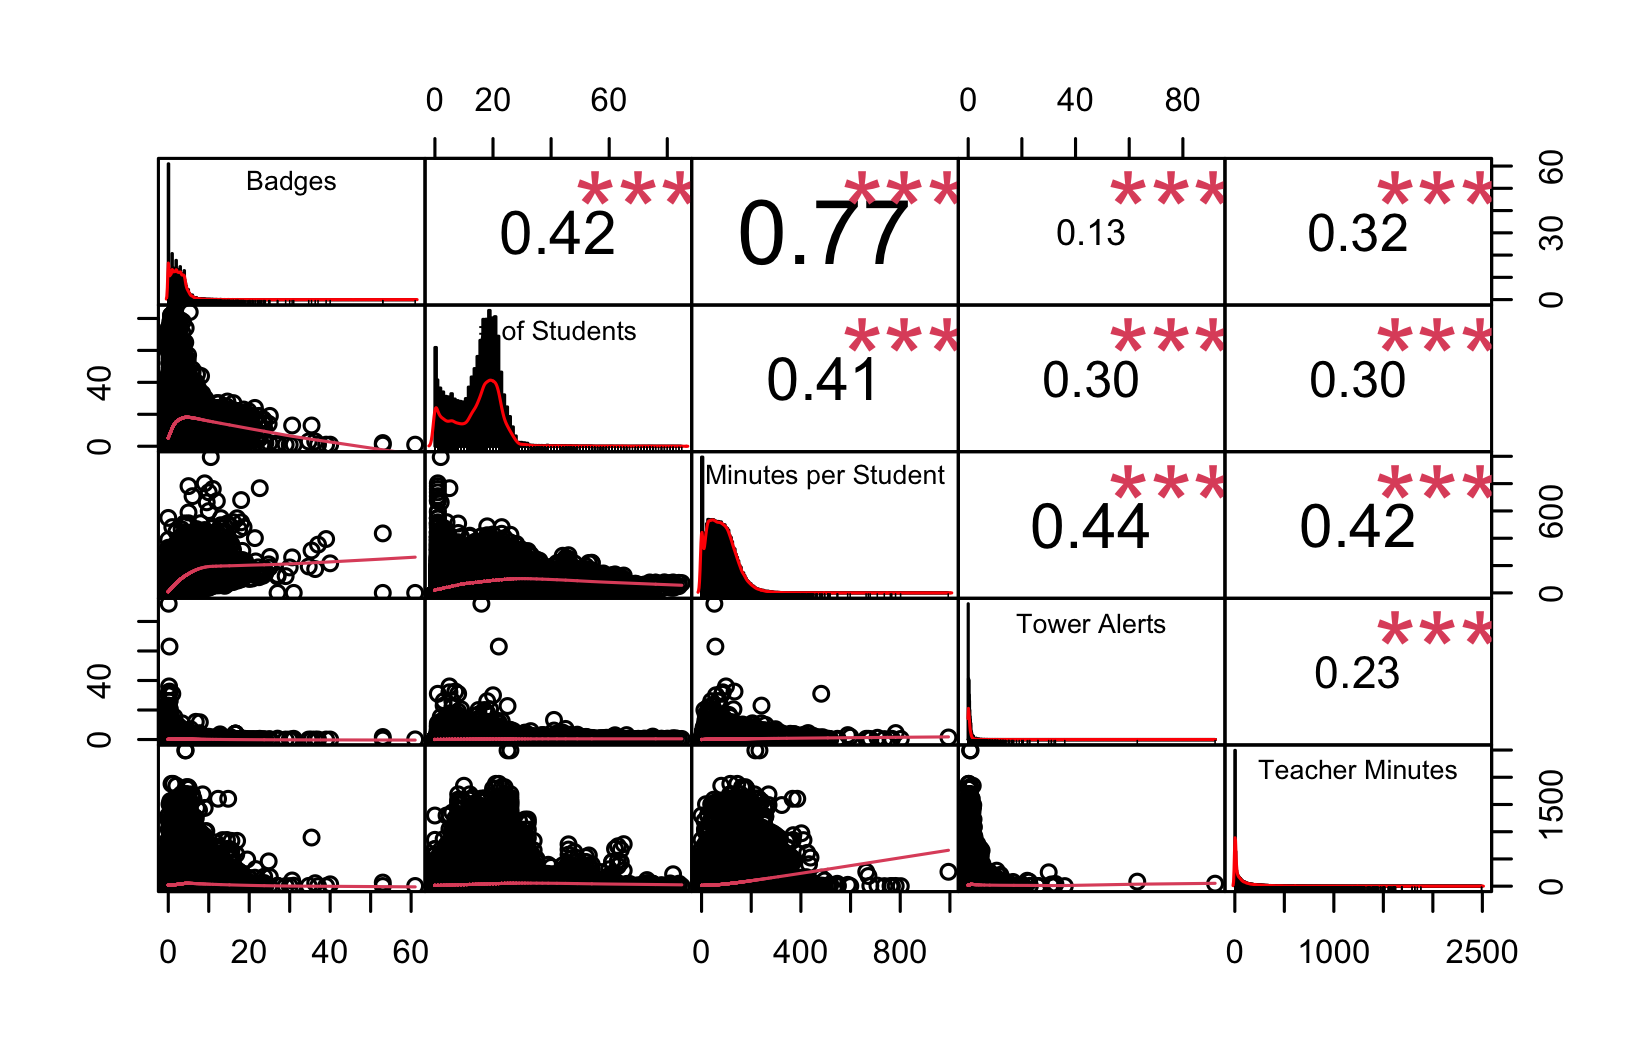 0 20 60 0 40 80
Badges 0.42 *** 0.77 *** 0.13 *** 0.32 *** 0 30 60
0 40 of Students 0.41 *** 0.30 *** 0.30 ***
Minutes per Student 0.44 *** 0.42 *** 0 600
0 40 Tower Alerts 0.23 ***
Teacher Minutes 0 1500
0 20 40 60 0 400 800 0 1000 2500